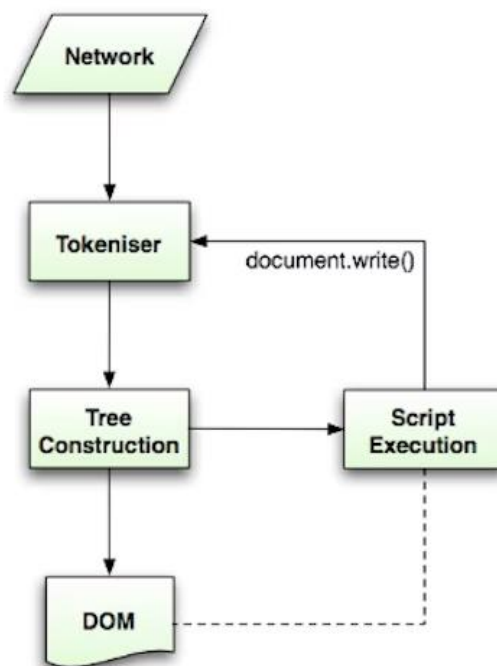 Network
Tokeniser
document.write()
Tree
Construction
Script
Execution
DOM